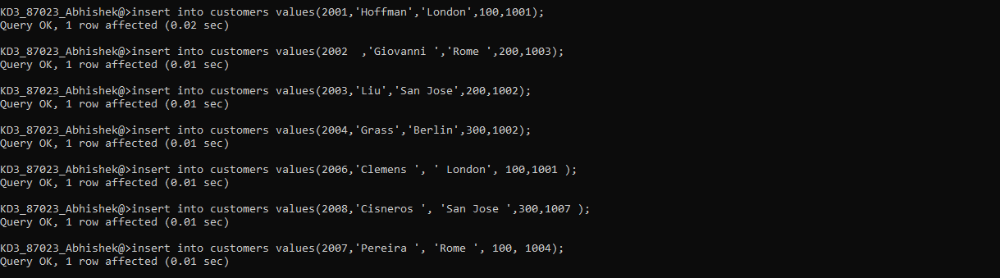 KD3_87023_Abhishek@>insert into customers values(2001,'Hoffman','London',100,1001);
Query OK, 1 row affected (0.02 sec)
KD3_87023_Abhishek@>insert into customers values(2002  ,'Giovanni ','Rome ',200,1003);
Query OK, 1 row affected (0.01 sec)
KD3_87023_Abhishek@>insert into customers values(2003,'Liu','San Jose',200,1002);
Query OK, 1 row affected (0.01 sec)
KD3_87023_Abhishek@>insert into customers values(2004,'Grass','Berlin',300,1002);
Query OK, 1 row affected (0.01 sec)
KD3_87023_Abhishek@>insert into customers values(2006,'Clemens ', ' London', 100,1001 );
Query OK, 1 row affected (0.01 sec)
KD3_87023_Abhishek@>insert into customers values(2008,'Cisneros ', 'San Jose ',300,1007 );
Query OK, 1 row affected (0.01 sec)
KD3_87023_Abhishek@>insert into customers values(2007,'Pereira ', 'Rome ', 100, 1004);
Query OK, 1 row affected (0.01 sec)